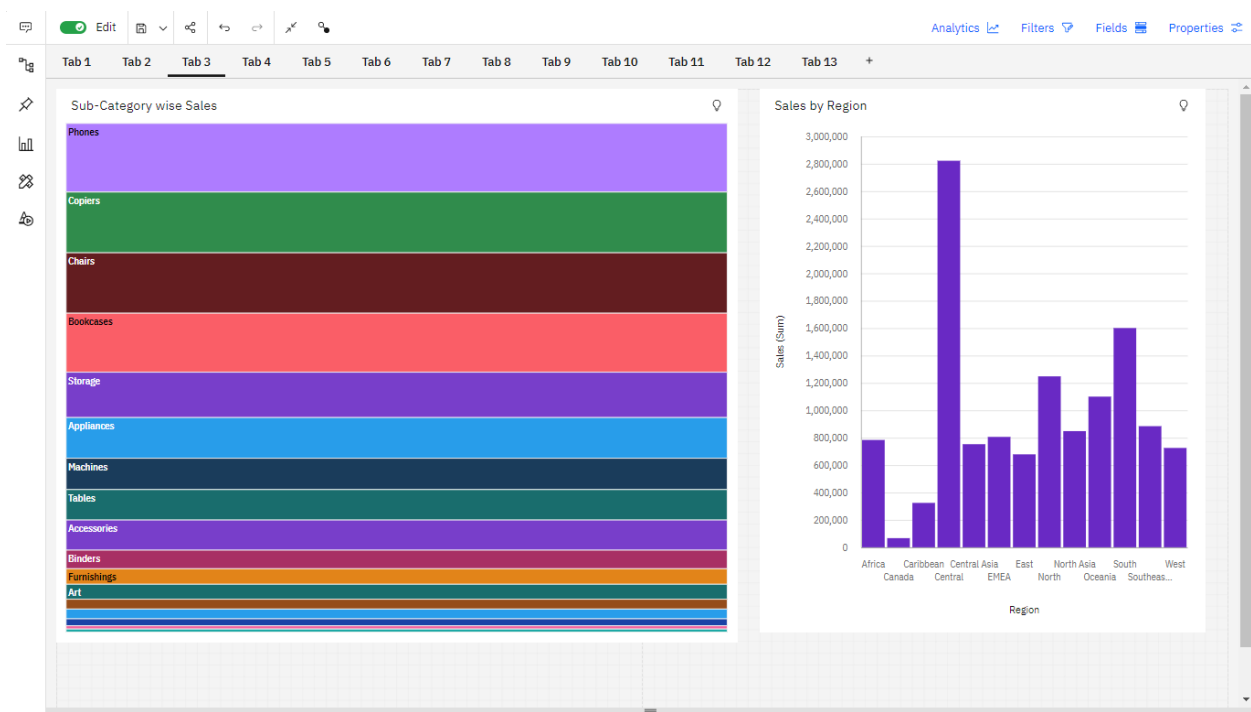 Edit
Analytics Filters Fields Properties
Tab 1 Tab 2 Tab 3 Tab 4 Tab 5 Tab 6 Tab 7 Tab 8 Tab 9 Tab 10 Tab 11 Tab 12 Tab 13 +
Sub-Category wise Sales
Phones
Copiers
Chairs
Bookcases
Storage
Appliances
Machines
Tables
Accessories
Binders
Furnishings
Art
Sales by Region
3,000,000
2,800,000
2,600,000
2,400,000
2,200,000
2,000,000
1,800,000
1,600,000
1,400,000
1,200,000
1,000,000
800,000
600,000
400,000
200,000
0
Sales (Sum)
Africa Caribbean Central Asia East North Asia South West
Canada Central EMEA North Oceania Southeas...
Region